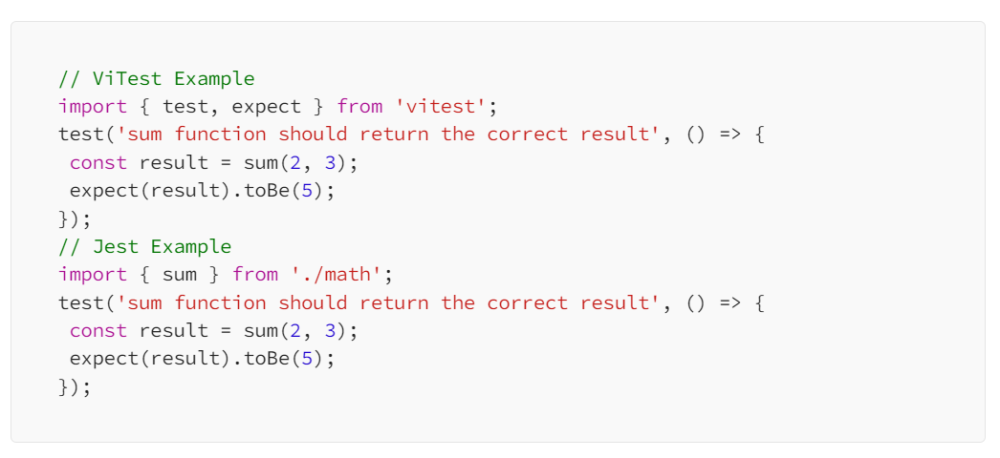 // ViTest Example
import { test, expect } from 'vitest';
test('sum function should return the correct result', () => {
 const result = sum(2, 3);
 expect(result).toBe(5);
});
// Jest Example
import { sum } from './math';
test('sum function should return the correct result', () => {
 const result = sum(2, 3);
 expect(result).toBe(5);
});